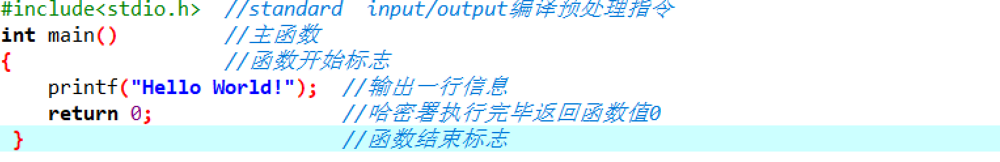 #include<stdio.h>  //standard  input/output编译预处理指令
int main()         //主函数
{                  //函数开始标志
    printf("Hello World!");  //输出一行信息
    return 0;                //哈密署执行完毕返回函数值0
 }                           //函数结束标志